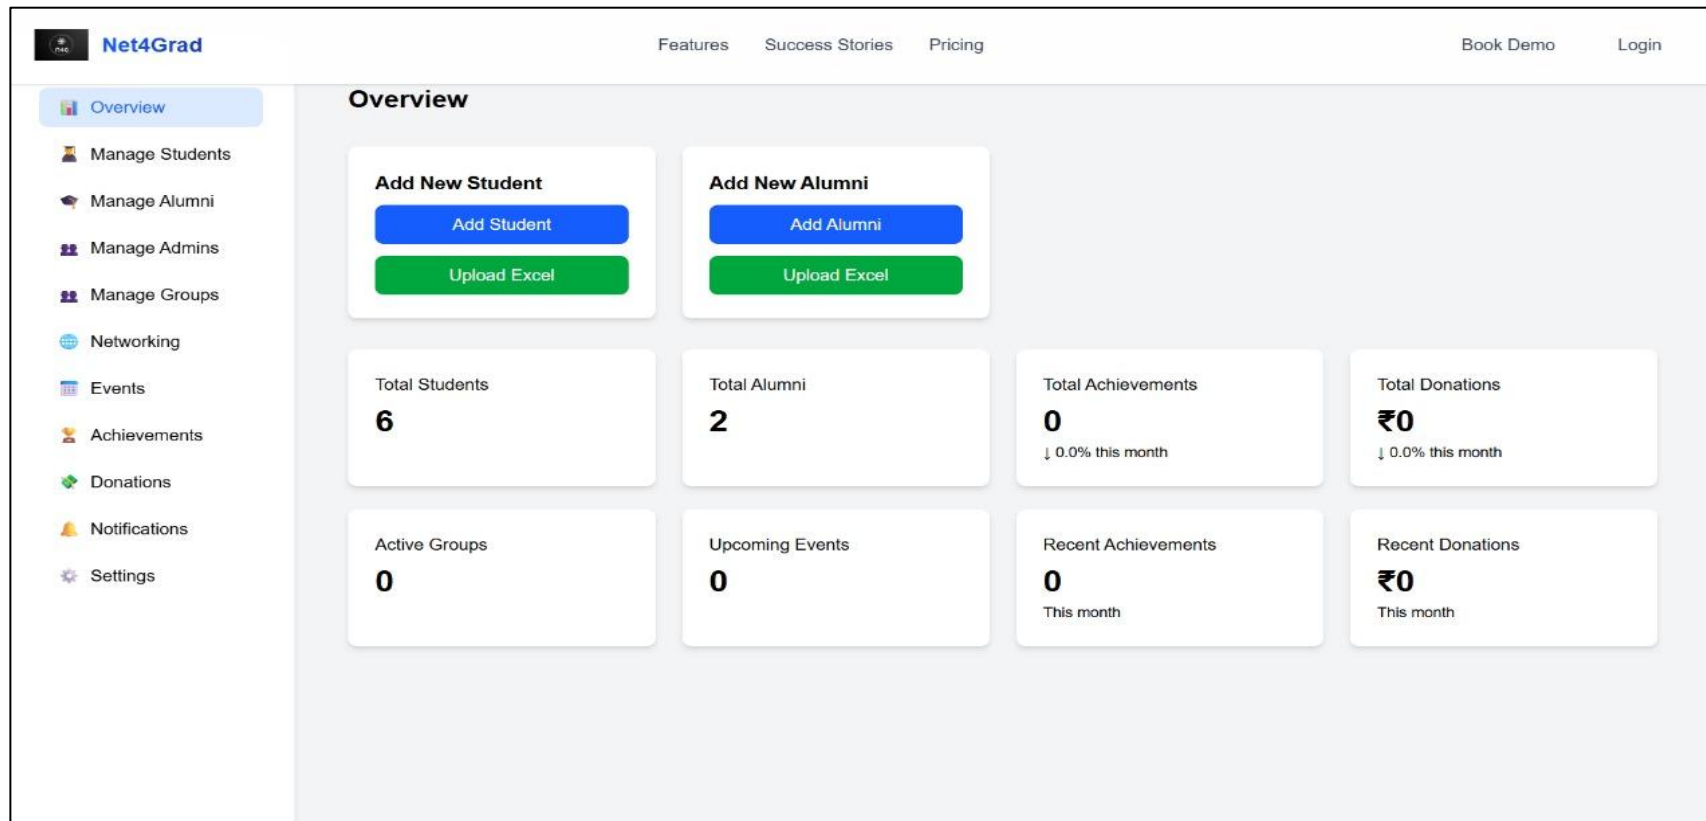 Net4Grad
Features
Success Stories
Pricing
Book Demo
Login
Overview
Manage Students
Manage Alumni
Manage Admins
Manage Groups
Networking
Events
Achievements
Donations
Notifications
Settings
Overview
Add New Student
Add Student
Upload Excel
Add New Alumni
Add Alumni
Upload Excel
Total Students
6
Total Alumni
2
Total Achievements
0
↓ 0.0% this month
Total Donations
₹0
↓ 0.0% this month
Active Groups
0
Upcoming Events
0
Recent Achievements
0
This month
Recent Donations
₹0
This month